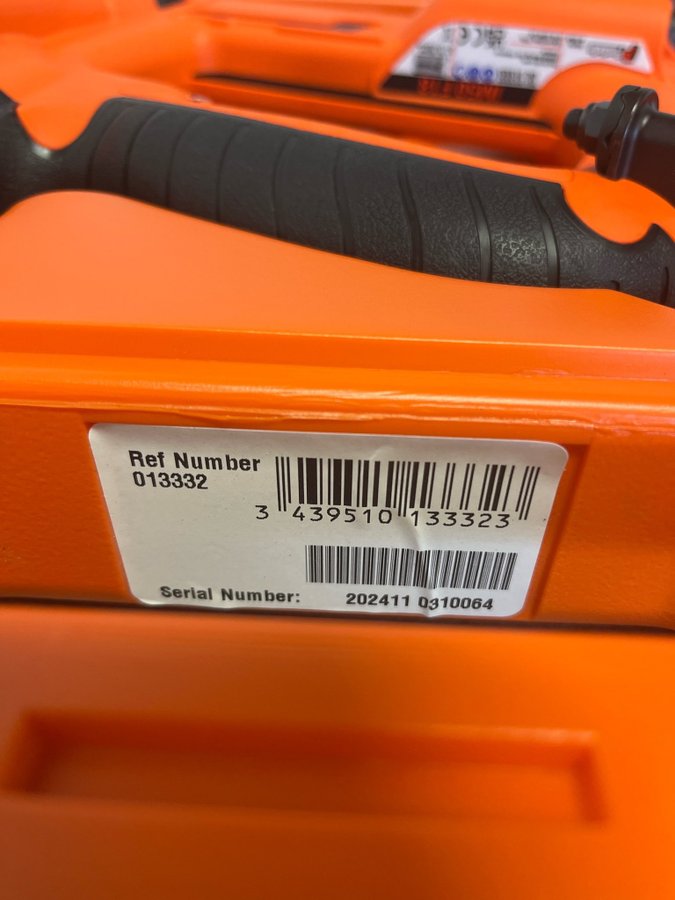 Ref Number
013332
3 439510 133323
Serial Number: 202411 0310064